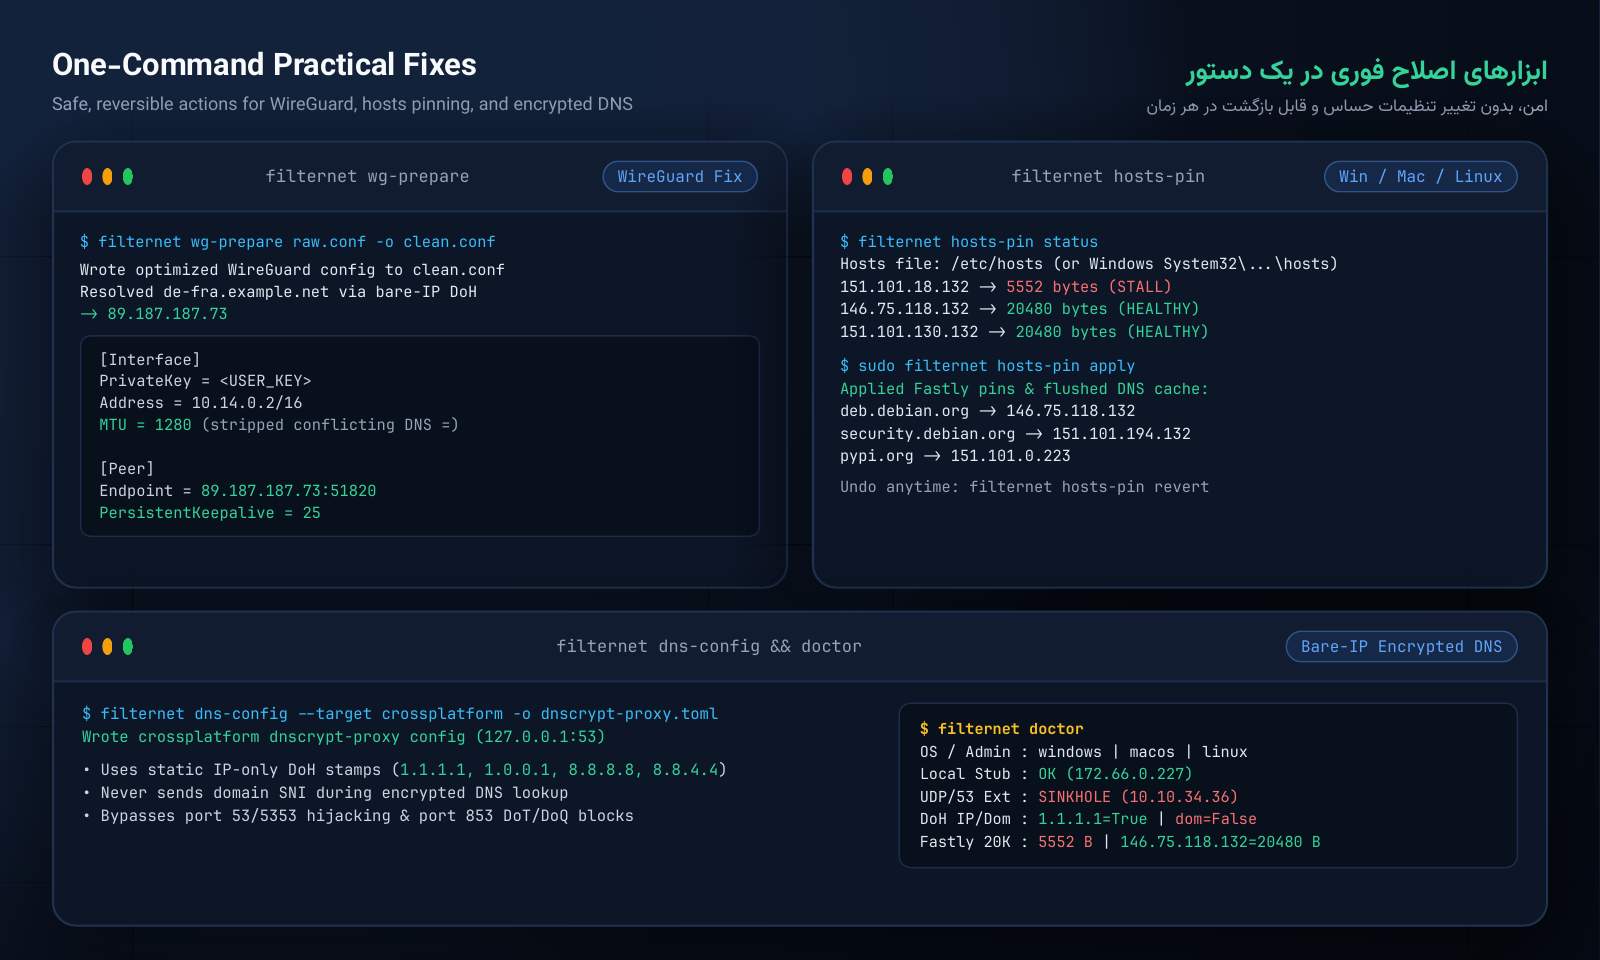 One-Command Practical Fixes
Safe, reversible actions for WireGuard, hosts pinning, and encrypted DNS
ابزارهای اصلاح فوری در یک دستور
امن، بدون تغییر تنظیمات حساس و قابل بازگشت در هر زمان
filternet wg-prepare
WireGuard Fix
$ filternet wg-prepare raw.conf -o clean.conf
Wrote optimized WireGuard config to clean.conf
Resolved de-fra.example.net via bare-IP DoH
→ 89.187.187.73
[Interface]
PrivateKey = <USER_KEY>
Address = 10.14.0.2/16
MTU = 1280 (stripped conflicting DNS =)
[Peer]
Endpoint = 89.187.187.73:51820
PersistentKeepalive = 25
filternet hosts-pin
Win / Mac / Linux
$ filternet hosts-pin status
Hosts file: /etc/hosts (or Windows System32\...\hosts)
151.101.18.132 → 5552 bytes (STALL)
146.75.118.132 → 20480 bytes (HEALTHY)
151.101.130.132 → 20480 bytes (HEALTHY)
$ sudo filternet hosts-pin apply
Applied Fastly pins & flushed DNS cache:
deb.debian.org → 146.75.118.132
security.debian.org → 151.101.194.132
pypi.org → 151.101.0.223
Undo anytime: filternet hosts-pin revert
filternet dns-config && doctor
Bare-IP Encrypted DNS
$ filternet dns-config --target crossplatform -o dnscrypt-proxy.toml
Wrote crossplatform dnscrypt-proxy config (127.0.0.1:53)
• Uses static IP-only DoH stamps (1.1.1.1, 1.0.0.1, 8.8.8.8, 8.8.4.4)
• Never sends domain SNI during encrypted DNS lookup
• Bypasses port 53/5353 hijacking & port 853 DoT/DoQ blocks
$ filternet doctor
OS / Admin : windows | macos | linux
Local Stub : OK (172.66.0.227)
UDP/53 Ext : SINKHOLE (10.10.34.36)
DoH IP/Dom : 1.1.1.1=True | dom=False
Fastly 20K : 5552 B | 146.75.118.132=20480 B